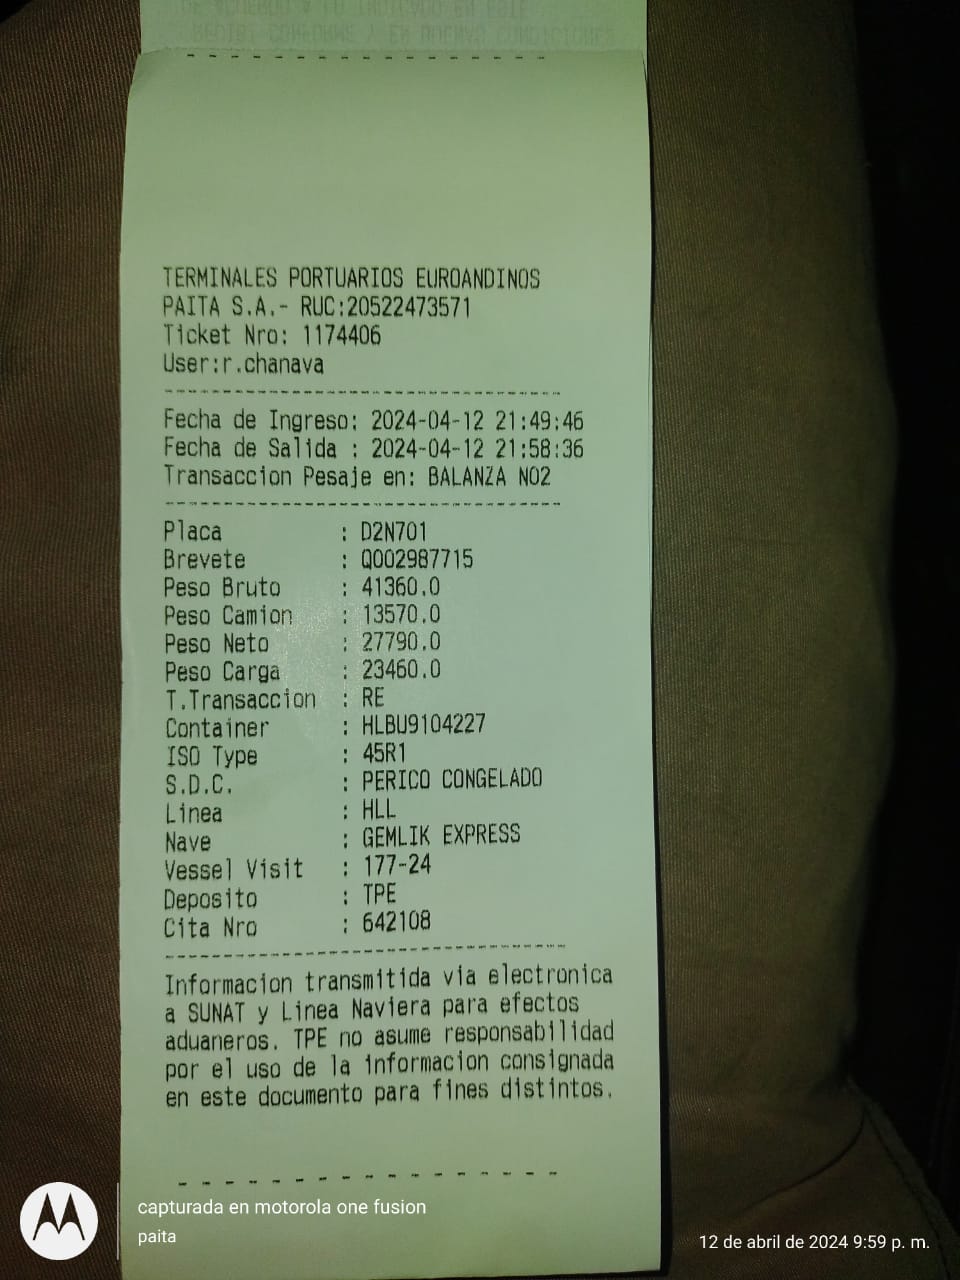 TERMINALES PORTUARIOS EUROANDINOS
PAITA S.A.- RUC:20522473571
Ticket Nro: 1174406
User:r.chanava
Fecha de Ingreso: 2024-04-12 21:49:46
Fecha de Salida : 2024-04-12 21:58:36
Transaccion Pesaje en: BALANZA NO2
Placa : D2N701
Brevete : Q002987715
Peso Bruto : 41360.0
Peso Camion : 13570.0
Peso Neto : 27790.0
Peso Carga : 23460.0
T.Transaccion : RE
Container : HLBU9104227
ISO Type : 45R1
S.D.C. : PERICO CONGELADO
Linea : HLL
Nave : GEMLIK EXPRESS
Vessel Visit : 177-24
Deposito : TPE
Cita Nro : 642108
Informacion transmitida via electronica
a SUNAT y Linea Naviera para efectos
aduaneros. TPE no asume responsabilidad
por el uso de la informacion consignada
en este documento para fines distintos.
capturada en motorola one fusion
paita
12 de abril de 2024 9:59 p. m.